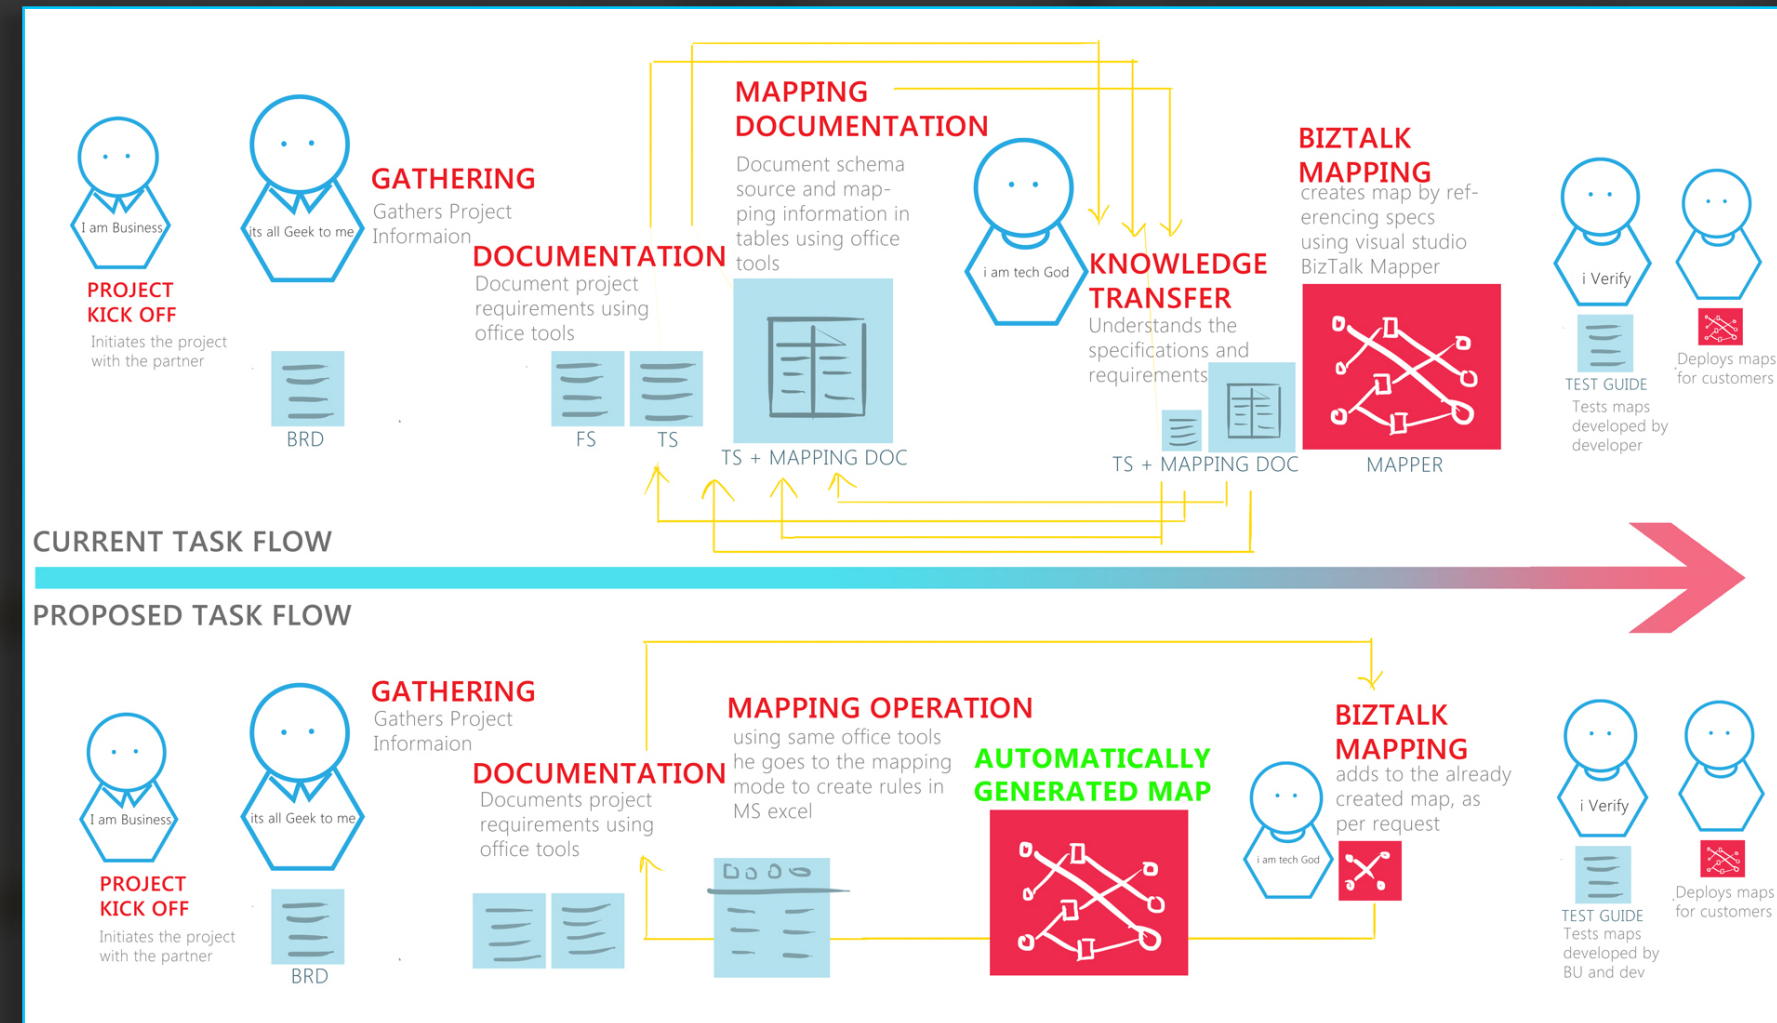 I am Business
PROJECT
KICK OFF
Initiates the project
with the partner
its all Geek to me
BRD
GATHERING
Gathers Project
Informaion
DOCUMENTATION
Document project
requirements using
office tools
FS
TS
MAPPING
DOCUMENTATION
Document schema
source and map-
ping information in
tables using office
tools
TS + MAPPING DOC
i am tech God
KNOWLEDGE
TRANSFER
Understands the
specifications and
requirements
TS + MAPPING DOC
BIZTALK
MAPPING
creates map by ref-
erencing specs
using visual studio
BizTalk Mapper
MAPPER
i Verify
TEST GUIDE
Tests maps
developed by
developer
Deploys maps
for customers
CURRENT TASK FLOW
PROPOSED TASK FLOW
I am Business
PROJECT
KICK OFF
Initiates the project
with the partner
its all Geek to me
BRD
GATHERING
Gathers Project
Informaion
DOCUMENTATION
Documents project
requirements using
office tools
MAPPING OPERATION
using same office tools
he goes to the mapping
mode to create rules in
MS excel
AUTOMATICALLY
GENERATED MAP
i am tech God
BIZTALK
MAPPING
adds to the already
created map, as
per request
i Verify
TEST GUIDE
Tests maps
developed by
BU and dev
Deploys maps
for customers